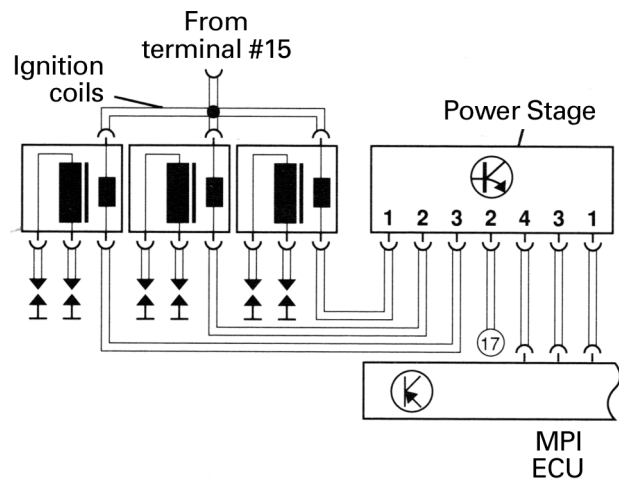 From
terminal #15
Ignition
coils
Power Stage
1 2 3 2 4 3 1
17
MPI
ECU